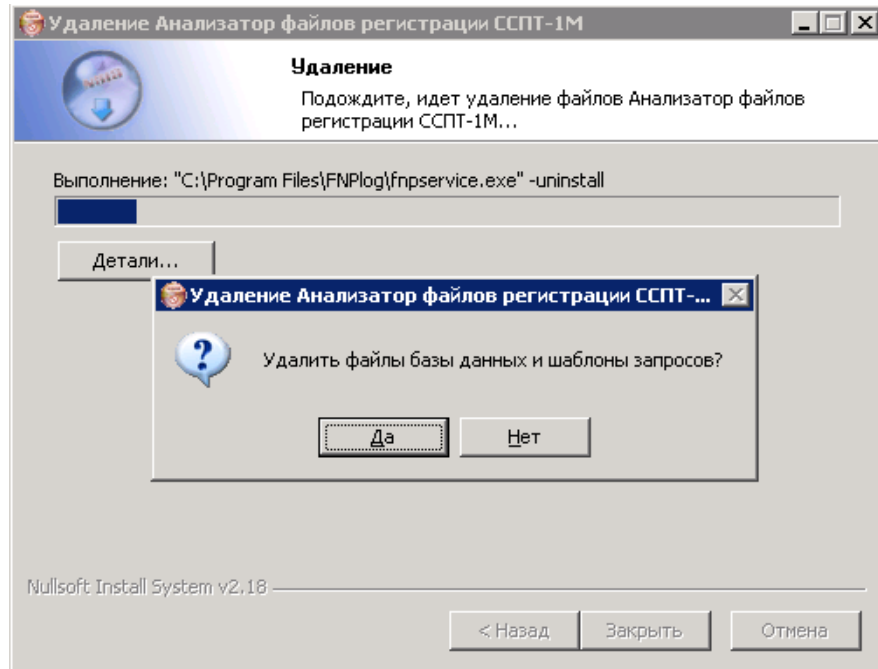 Удаление Анализатор файлов регистрации ССПТ-1М
Удаление
Подождите, идет удаление файлов Анализатор файлов
регистрации ССПТ-1М...
Выполнение: "C:\Program Files\FNPlog\fnpservice.exe" -uninstall
Детали...
Удаление Анализатор файлов регистрации ССПТ-...
Удалить файлы базы данных и шаблоны запросов?
Да
Нет
Nullsoft Install System v2.18
< Назад
Закрыть
Отмена